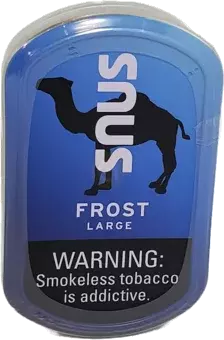 SNUS
FROST
LARGE
WARNING:
Smokeless tobacco
is addictive.